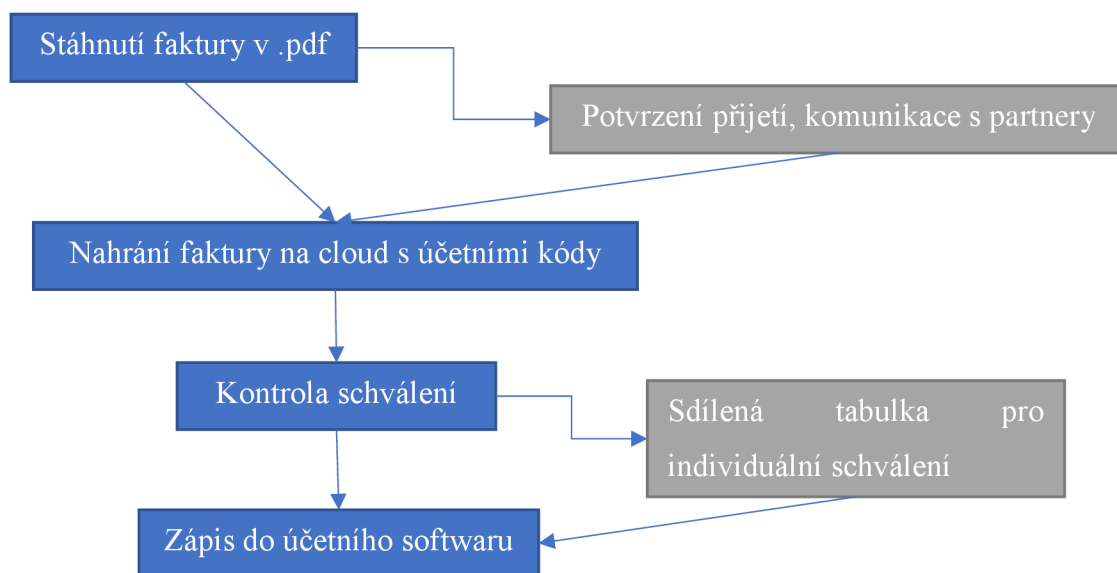 Stáhnutí faktury v .pdf
Potvrzení přijetí, komunikace s partnery
Nahrání faktury na cloud s účetními kódy
Kontrola schválení
Sdílená tabulka pro
individuální schválení
Zápis do účetního softwaru